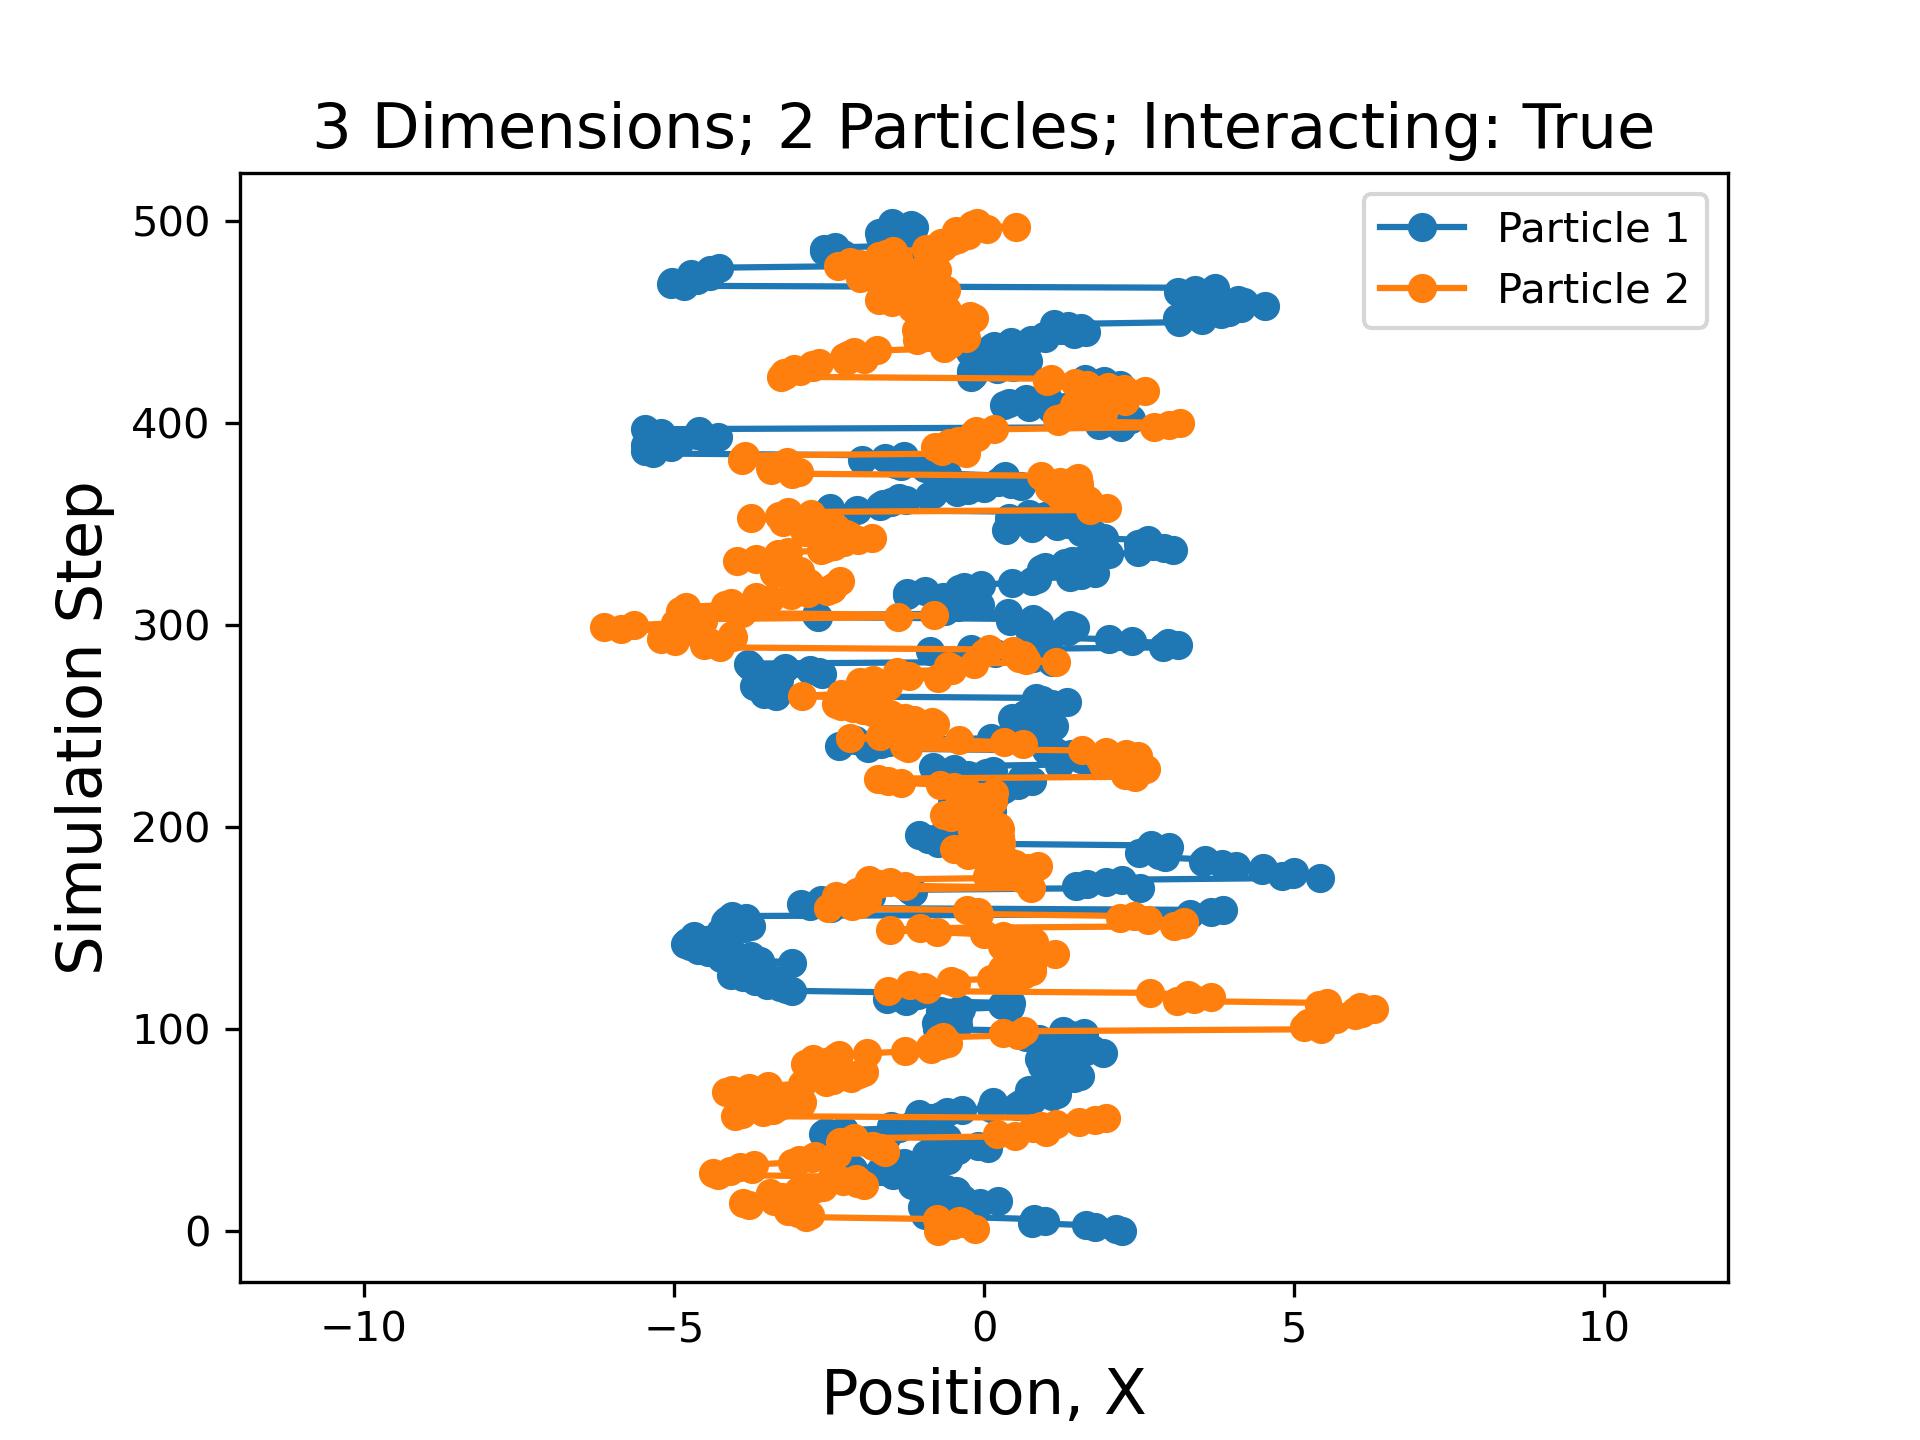 3 Dimensions; 2 Particles; Interacting: True
Particle 1
Particle 2
Simulation Step
500
400
300
200
100
0
−10
−5
0
5
10
Position, X